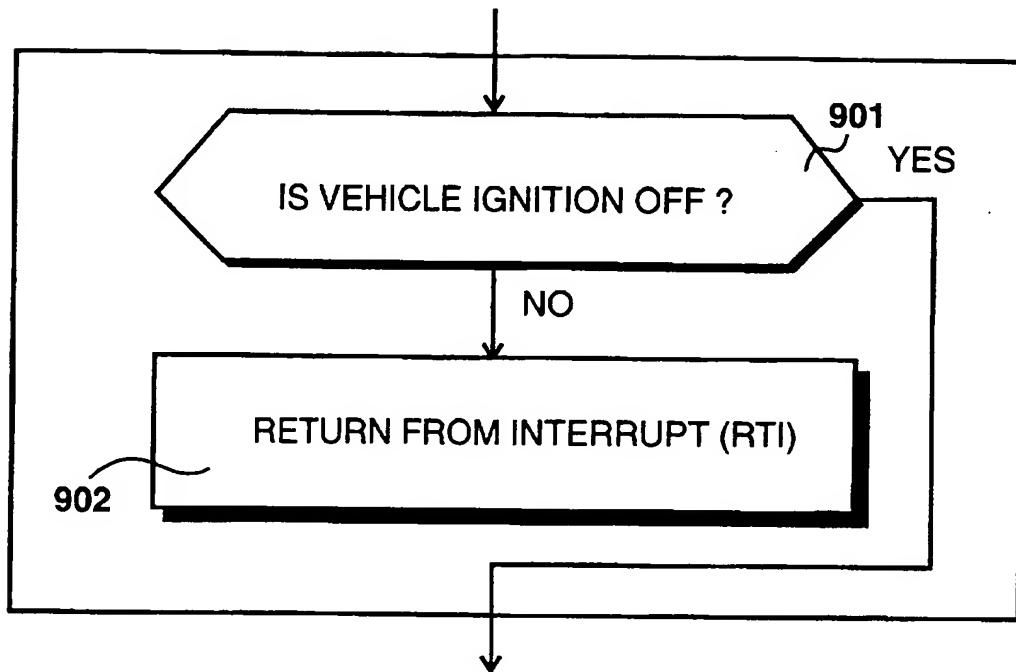 901
YES
IS VEHICLE IGNITION OFF ?
NO
RETURN FROM INTERRUPT (RTI)
902